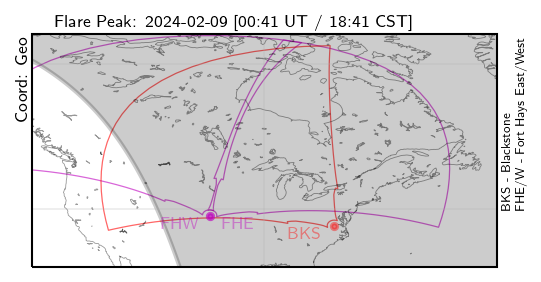 Flare Peak: 2024-02-09 [00:41 UT / 18:41 CST]
Coord: Geo
FHW
FHE
BKS
BKS - Blackstone
FHE/W - Fort Hays East/West